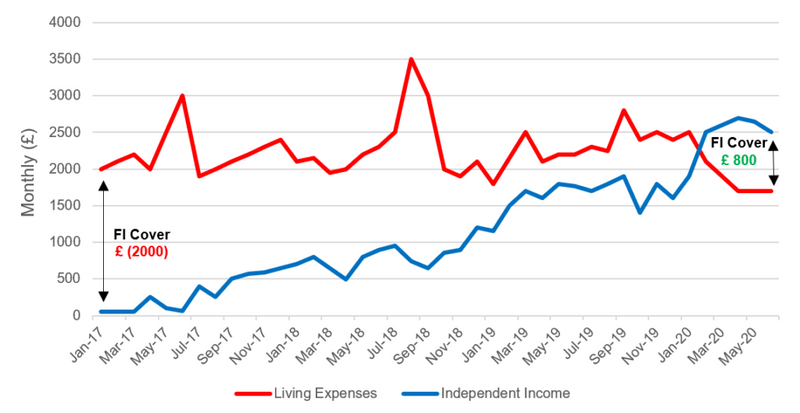 4000
3500
3000
2500
2000
1500
1000
500
0
Monthly (£)
FI Cover
£ (2000)
FI Cover
£ 800
Jan-17
Mar-17
May-17
Jul-17
Sep-17
Nov-17
Jan-18
Mar-18
May-18
Jul-18
Sep-18
Nov-18
Jan-19
Mar-19
May-19
Jul-19
Sep-19
Nov-19
Jan-20
Mar-20
May-20
Living Expenses
Independent Income